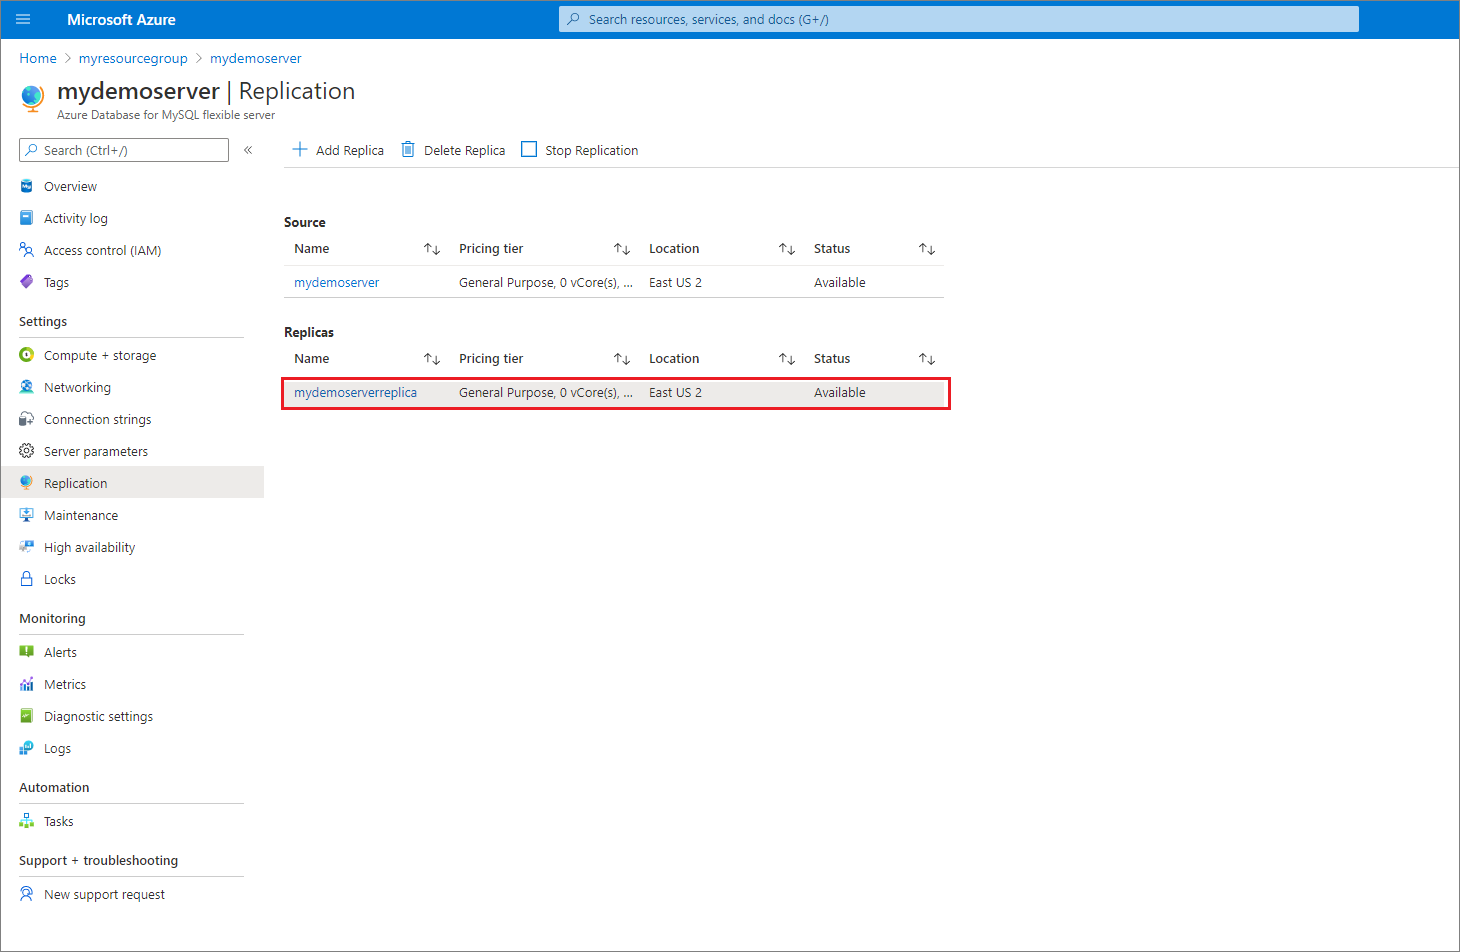 Microsoft Azure
Search resources, services, and docs (G+/)
Home > myresourcegroup > mydemoserver
mydemoserver | Replication
Azure Database for MySQL flexible server
Search (Ctrl+/)
«
Add Replica
Delete Replica
Stop Replication
Overview
Activity log
Access control (IAM)
Tags
Settings
Compute + storage
Networking
Connection strings
Server parameters
Replication
Maintenance
High availability
Locks
Monitoring
Alerts
Metrics
Diagnostic settings
Logs
Automation
Tasks
Support + troubleshooting
New support request
Source
Name Pricing tier Location Status
mydemoserver General Purpose, 0 vCore(s), ... East US 2 Available
Replicas
Name Pricing tier Location Status
mydemoserverreplica General Purpose, 0 vCore(s), ... East US 2 Available